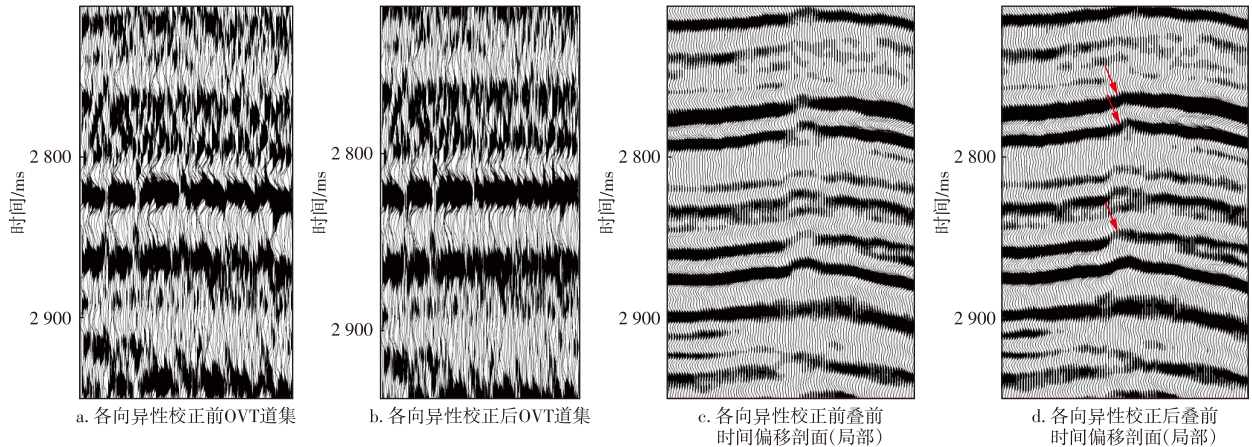 时间/ms
2 800
2 900
a. 各向异性校正前OVT道集
时间/ms
2 800
2 900
b. 各向异性校正后OVT道集
时间/ms
2 800
2 900
c. 各向异性校正前叠前
时间偏移剖面(局部)
时间/ms
2 800
2 900
d. 各向异性校正后叠前
时间偏移剖面(局部)